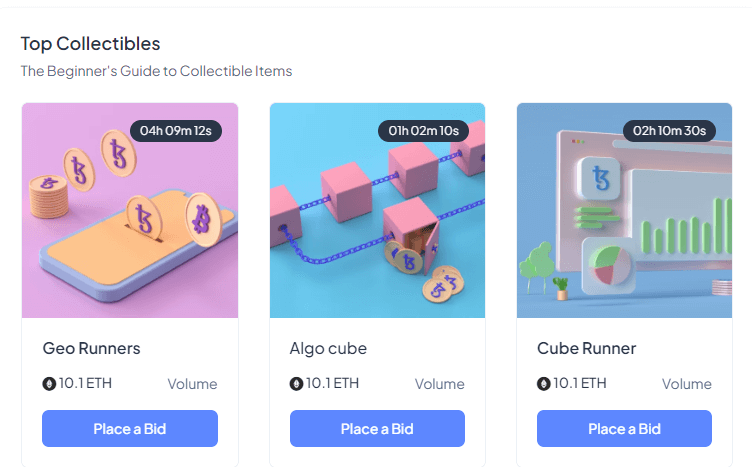 Top Collectibles
The Beginner's Guide to Collectible Items
04h 09m 12s
01h 02m 10s
02h 10m 30s
Geo Runners
Algo cube
Cube Runner
10.1 ETH Volume
10.1 ETH Volume
10.1 ETH Volume
Place a Bid
Place a Bid
Place a Bid